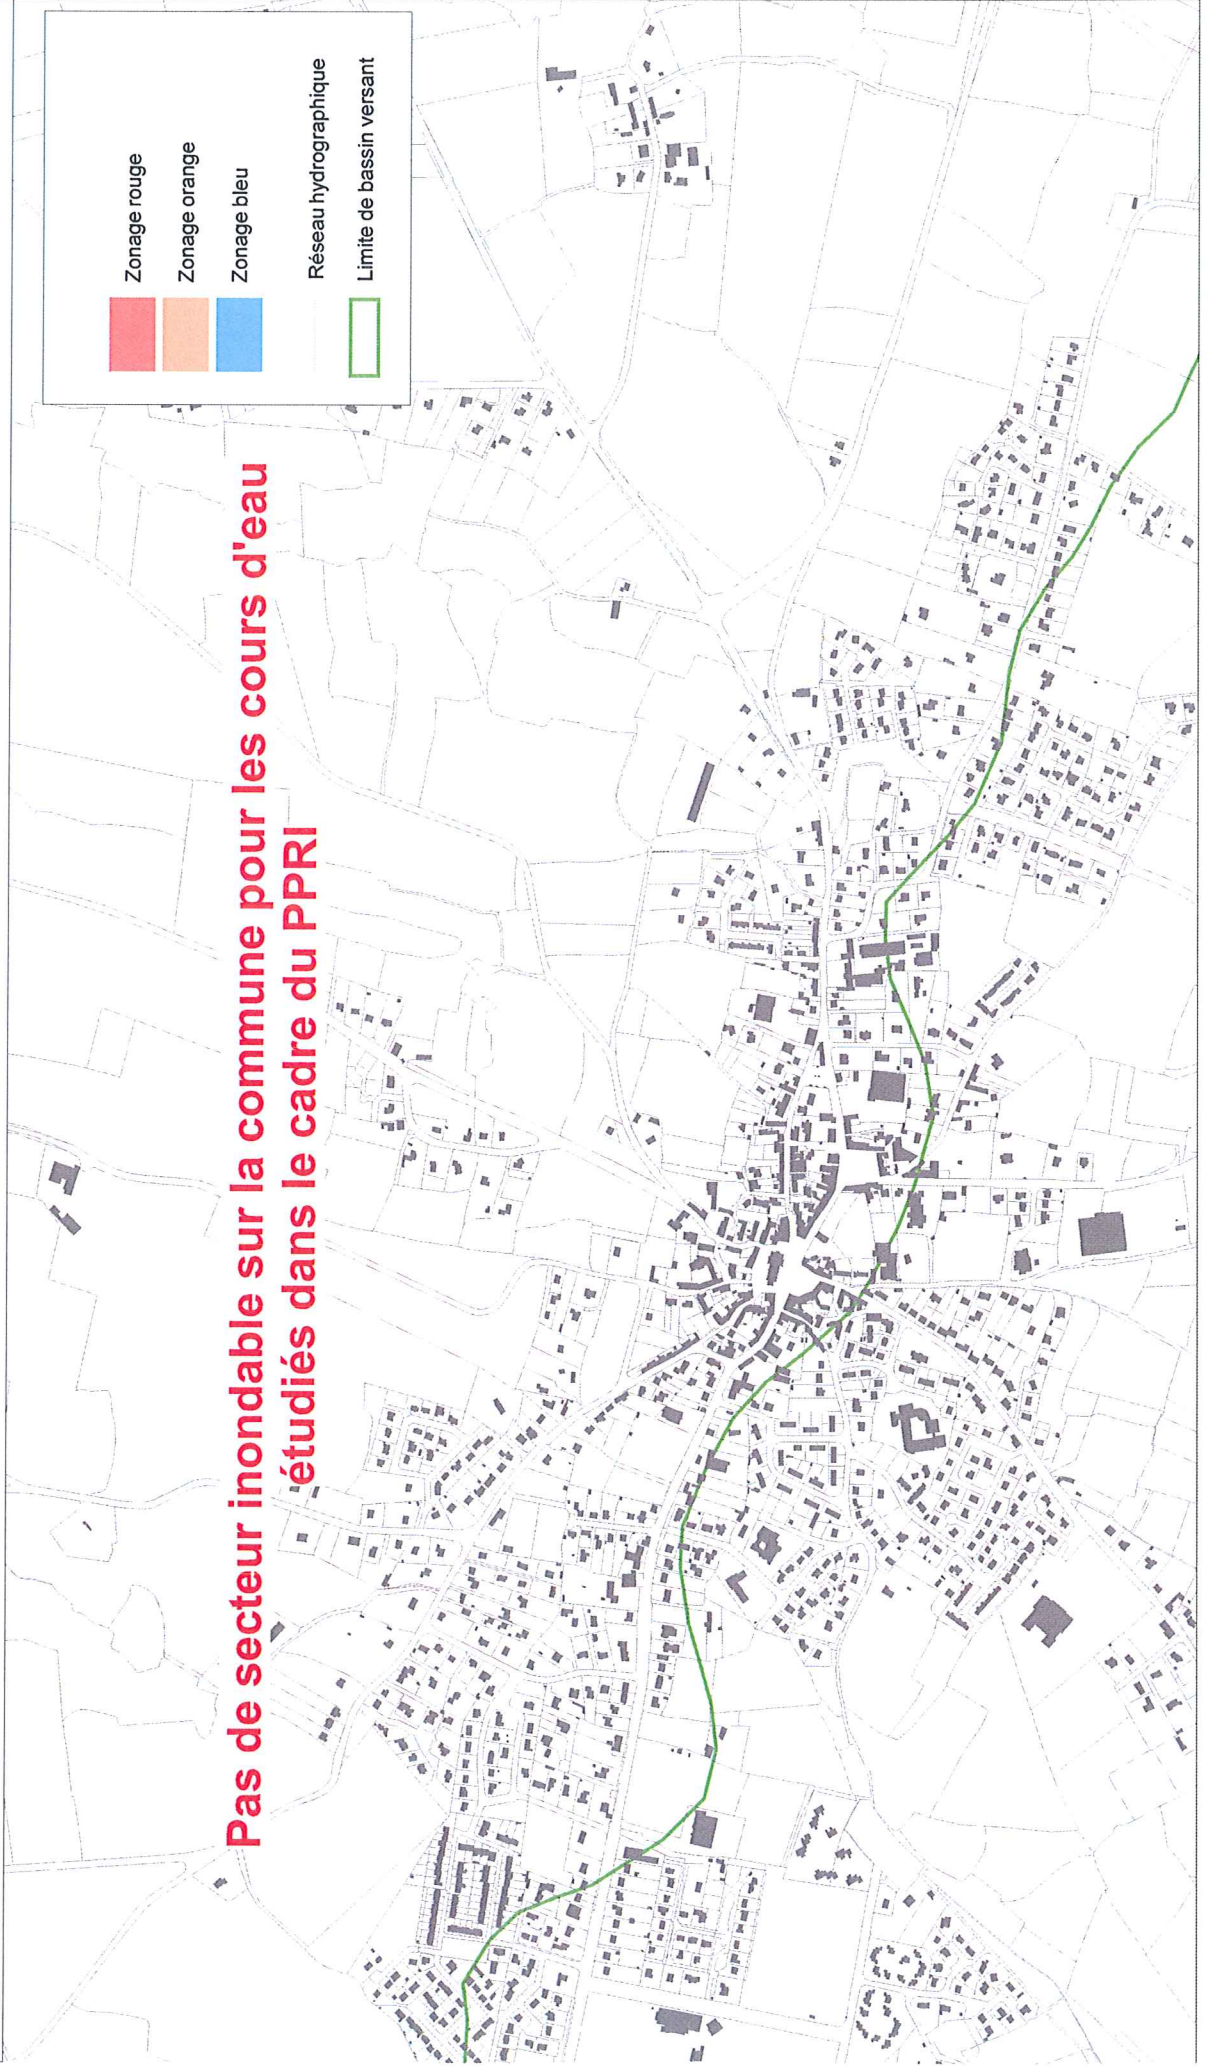 Pas de secteur inondable sur la commune pour les cours d'eau
étudiés dans le cadre du PPRI
Zonage rouge
Zonage orange
Zonage bleu
Réseau hydrographique
Limite de bassin versant